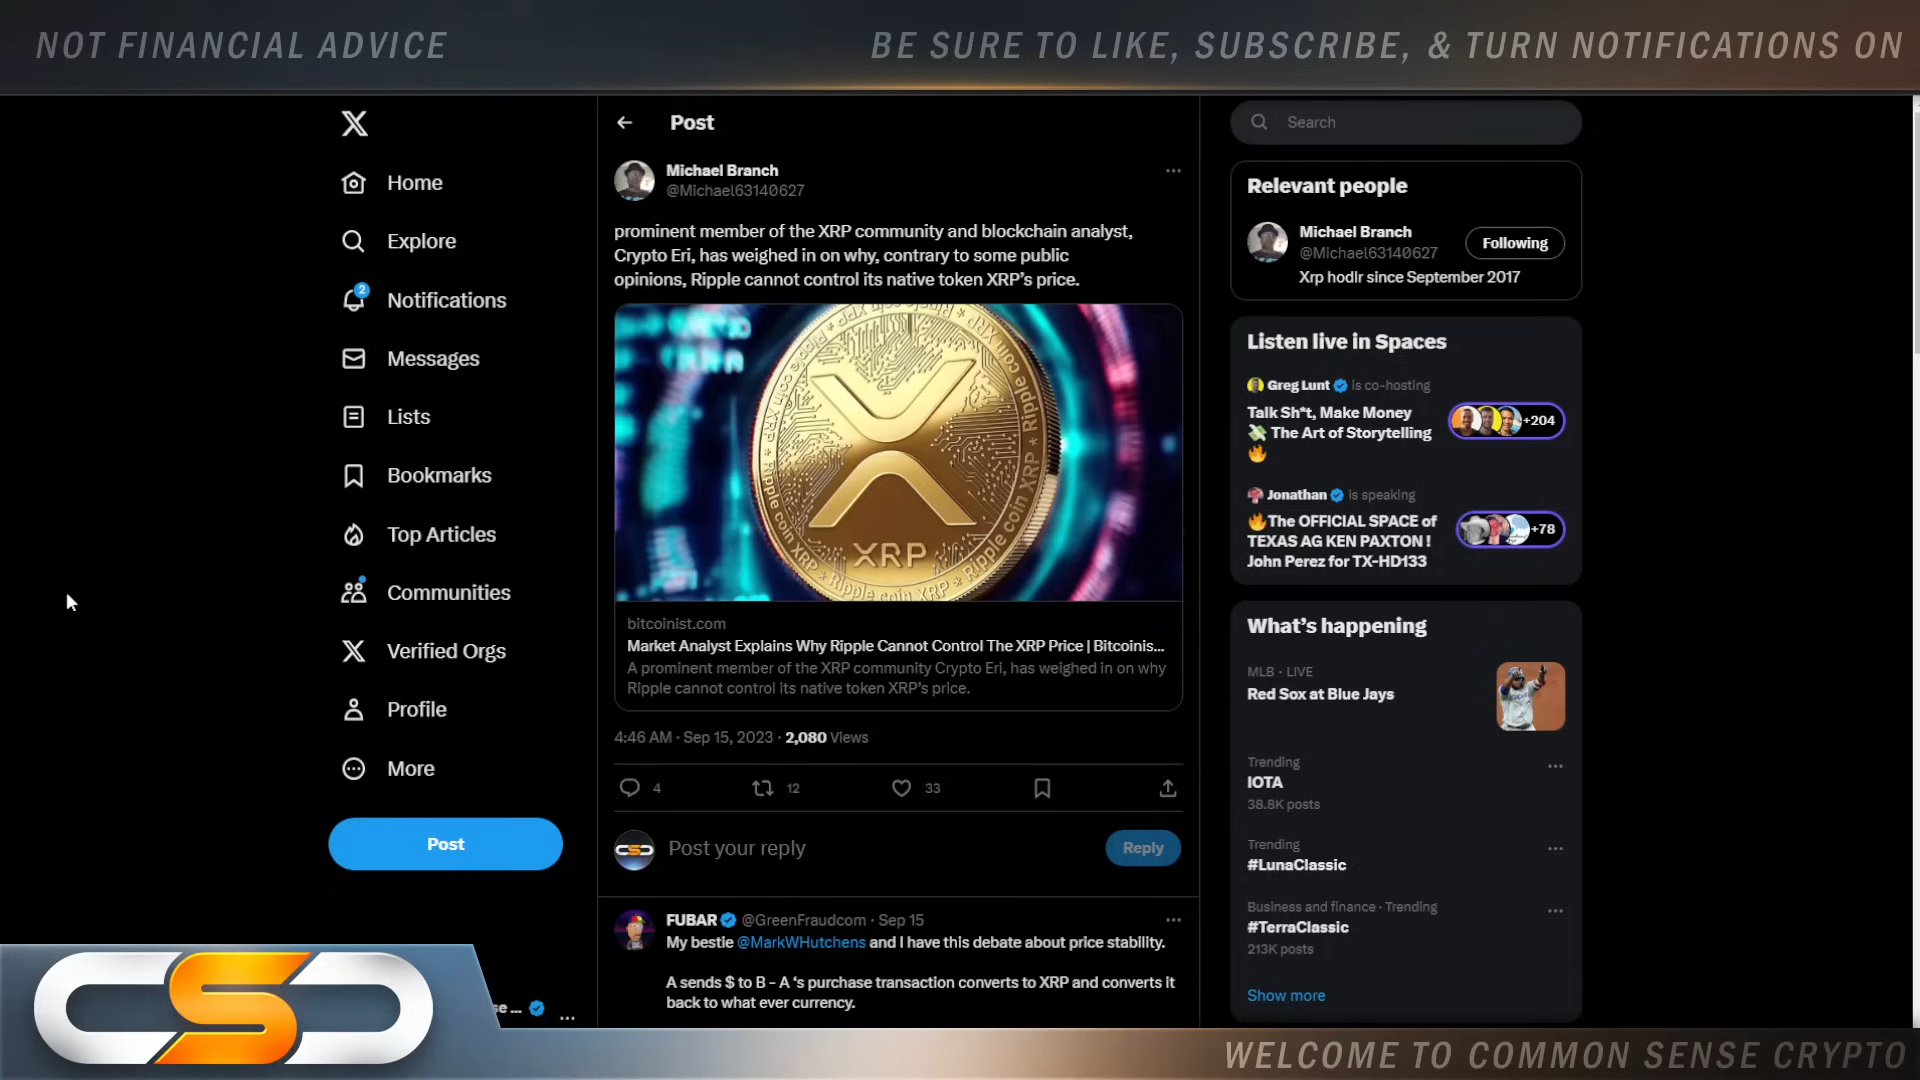 NOT FINANCIAL ADVICE
BE SURE TO LIKE, SUBSCRIBE, & TURN NOTIFICATIONS ON
Home
Explore
2
Notifications
Messages
Lists
Bookmarks
Top Articles
Communities
Verified Orgs
Profile
More
Post
se ...
Post
Michael Branch
@Michael63140627
prominent member of the XRP community and blockchain analyst,
Crypto Eri, has weighed in on why, contrary to some public
opinions, Ripple cannot control its native token XRP's price.
Ripple coin XRP
XRP
bitcoinist.com
Market Analyst Explains Why Ripple Cannot Control The XRP Price | Bitcoinis...
A prominent member of the XRP community Crypto Eri, has weighed in on why
Ripple cannot control its native token XRP's price.
4:46 AM · Sep 15, 2023 · 2,080 Views
4 12 33
Post your reply
Reply
FUBAR @GreenFraudcom · Sep 15
My bestie @MarkWHutchens and I have this debate about price stability.
A sends $ to B - A 's purchase transaction converts to XRP and converts it
back to what ever currency.
Search
Relevant people
Michael Branch
@Michael63140627
Following
Xrp hodlr since September 2017
Listen live in Spaces
Greg Lunt is co-hosting
Talk Sh*t, Make Money
The Art of Storytelling
+204
Jonathan is speaking
The OFFICIAL SPACE of
TEXAS AG KEN PAXTON !
John Perez for TX-HD133
+78
What's happening
MLB · LIVE
Red Sox at Blue Jays
Trending
IOTA
38.8K posts
Trending
#LunaClassic
Business and finance · Trending
#TerraClassic
213K posts
Show more
CSC
WELCOME TO COMMON SENSE CRYPTO